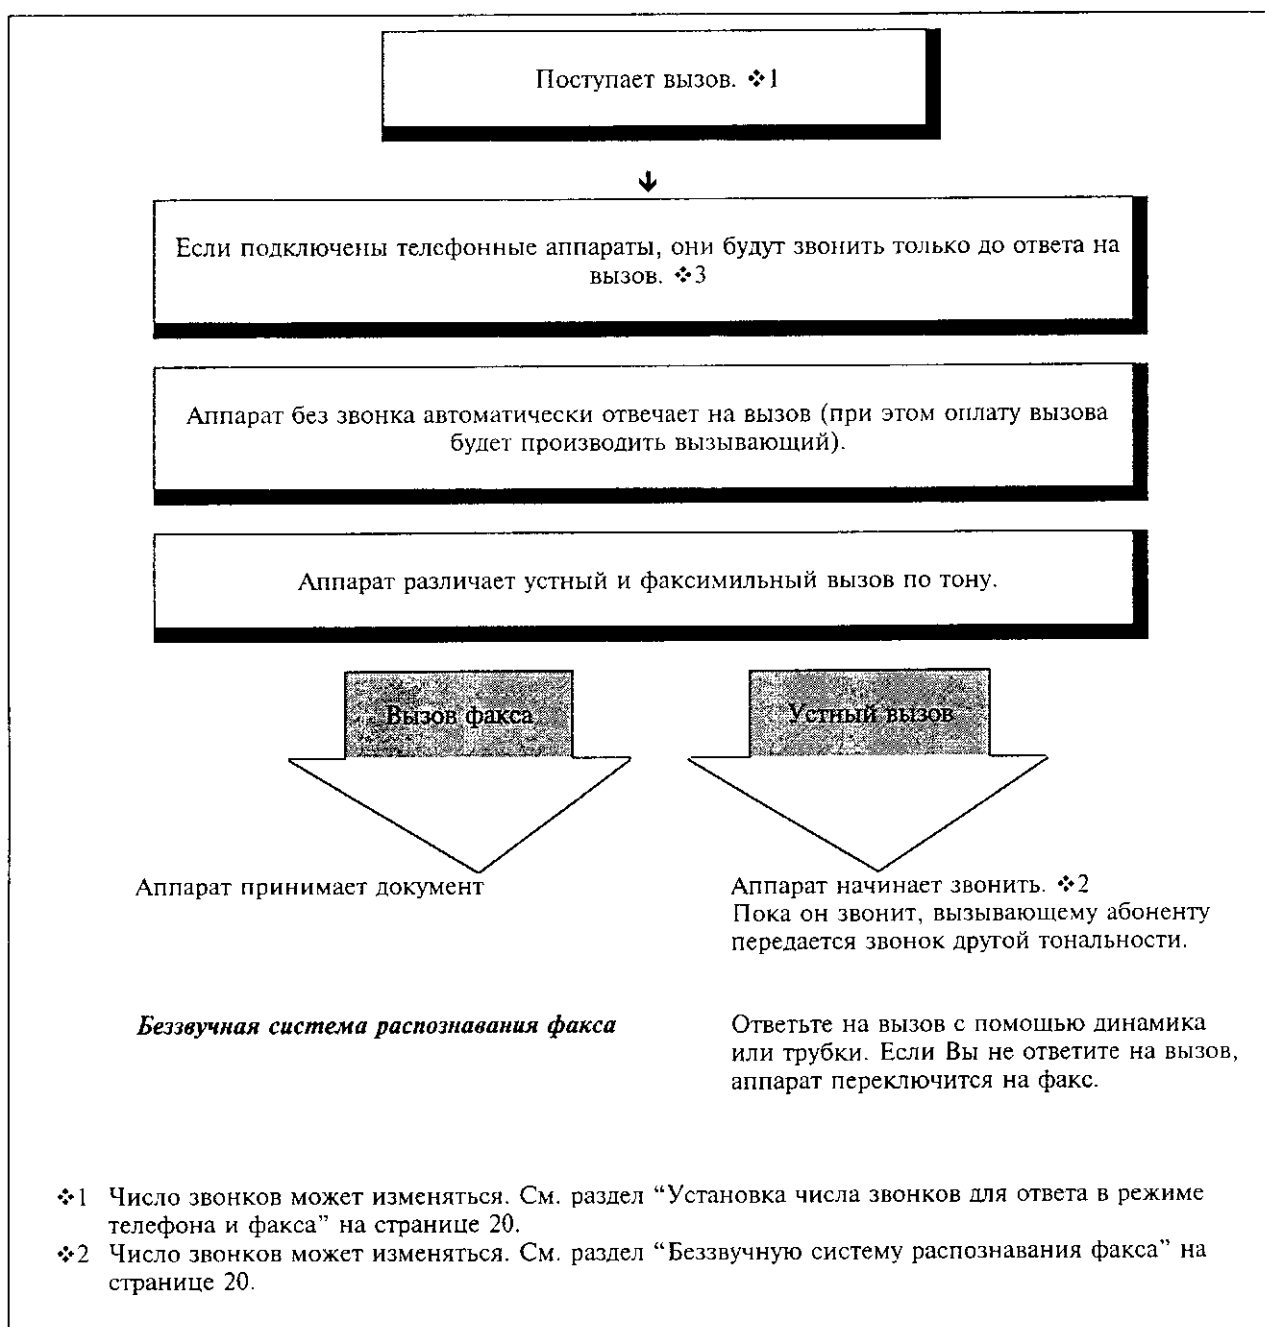 Поступает вызов. ❖1
Если подключены телефонные аппараты, они будут звонить только до ответа на
вызов. ❖3
Аппарат без звонка автоматически отвечает на вызов (при этом оплату вызова
будет производить вызывающий).
Аппарат различает устный и факсимильный вызов по тону.
Вызов факса
Устный вызов
Аппарат принимает документ
Аппарат начинает звонить. ❖2
Пока он звонит, вызывающему абоненту
передается звонок другой тональности.
Беззвучная система распознавания факса
Ответьте на вызов с помощью динамика
или трубки. Если Вы не ответите на вызов,
аппарат переключится на факс.
❖1 Число звонков может изменяться. См. раздел “Установка числа звонков для ответа в режиме
телефона и факса” на странице 20.
❖2 Число звонков может изменяться. См. раздел “Беззвучную систему распознавания факса” на
странице 20.